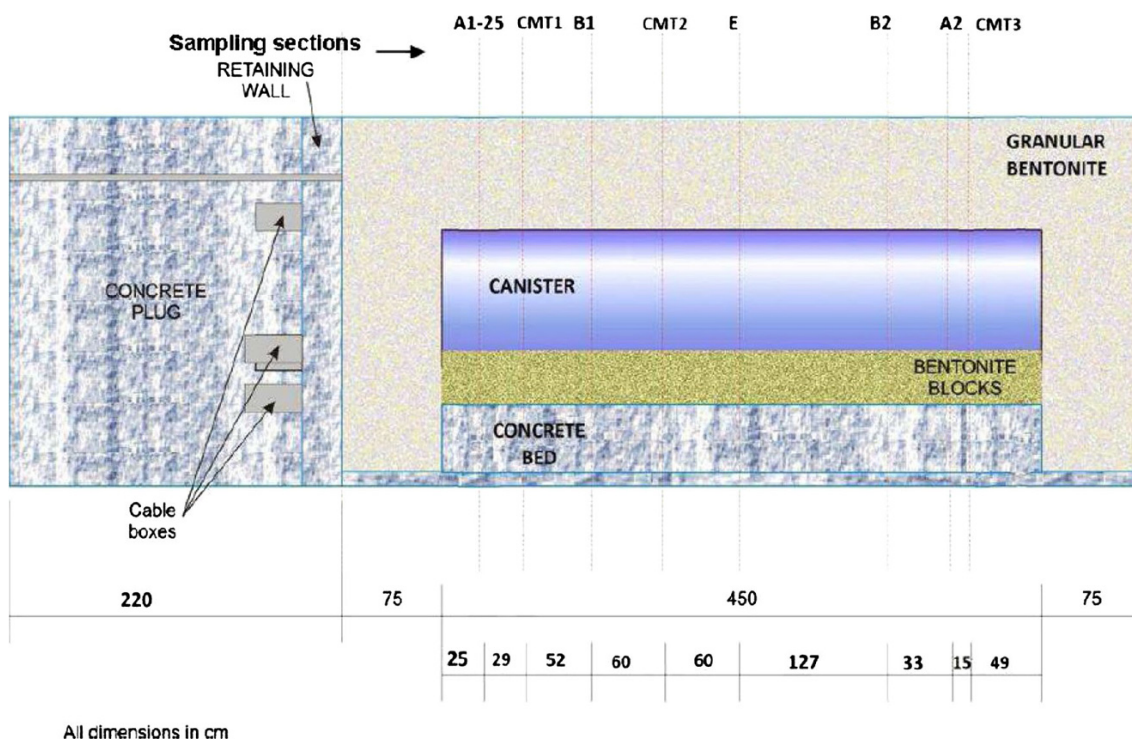 A1-25 CMT1 B1 CMT2 E B2 A2 CMT3
Sampling sections
RETAINING
WALL
GRANULAR
BENTONITE
CANISTER
CONCRETE
PLUG
BENTONITE
BLOCKS
CONCRETE
BED
Cable
boxes
220 75 450 75
25 29 52 60 60 127 33 15 49
All dimensions in cm